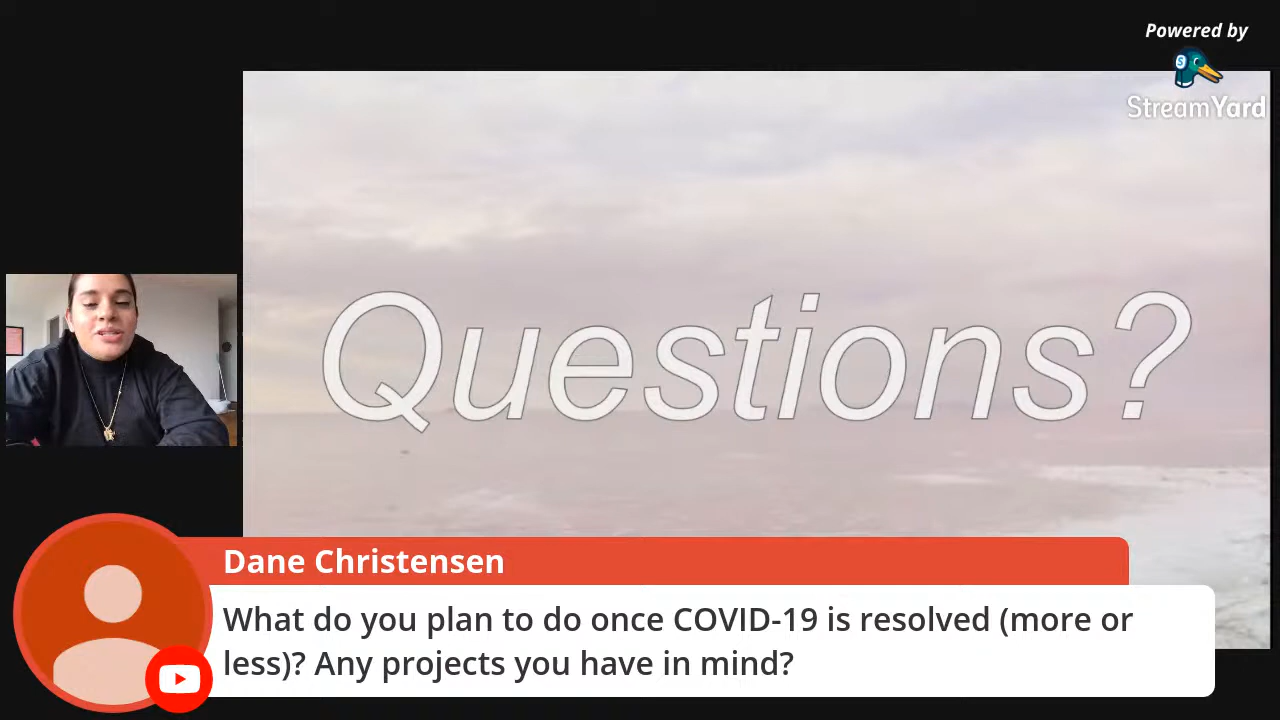 Powered by
StreamYard
Questions?
Dane Christensen
What do you plan to do once COVID-19 is resolved (more or
less)? Any projects you have in mind?